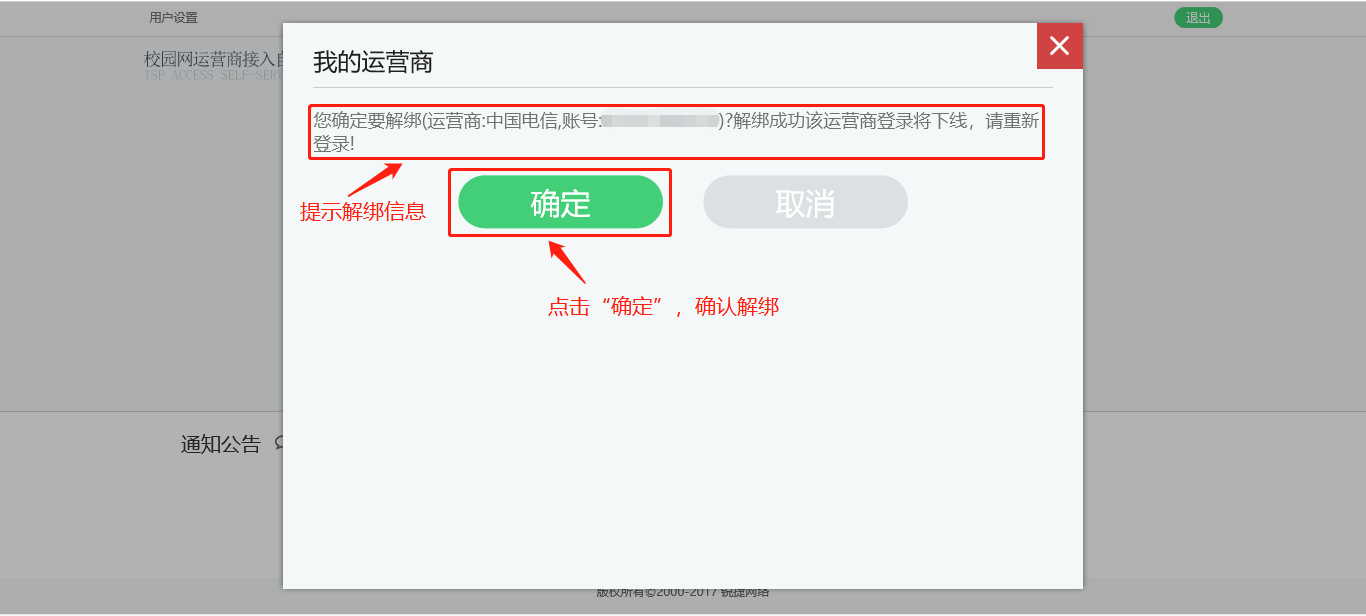 用户设置
退出
校园网运营商接入自
ISP ACCESS SELF-SERV
我的运营商
您确定要解绑(运营商:中国电信,账号:)?解绑成功该运营商登录将下线，请重新
登录!
提示解绑信息
确定
取消
点击“确定”，确认解绑
通知公告
版权所有©2000-2017 锐捷网络